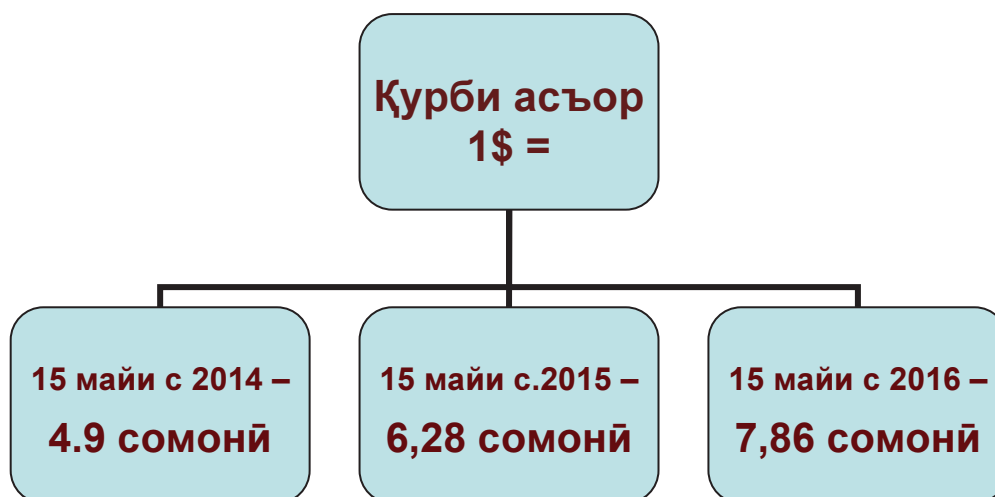 Қурби асъор
1$ =
15 майи с 2014 –
4.9 сомонӣ
15 майи с.2015 –
6,28 сомонӣ
15 майи с 2016 –
7,86 сомонӣ